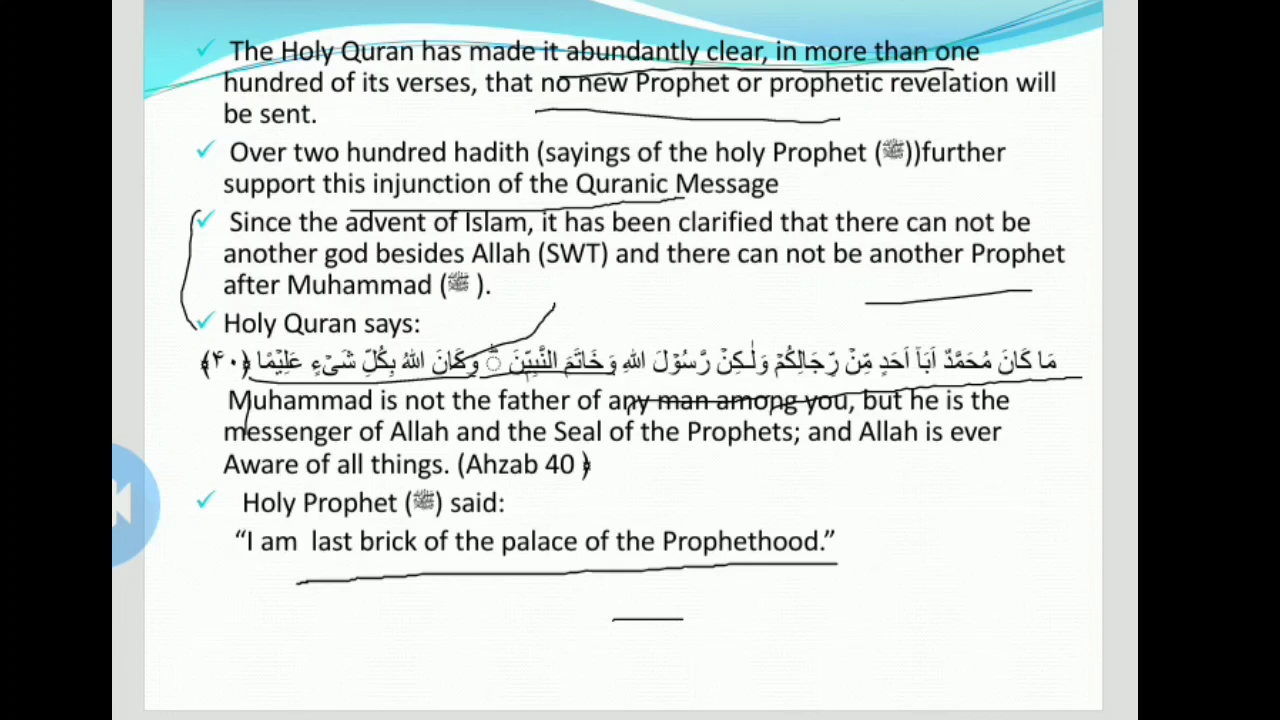 The Holy Quran has made it abundantly clear, in more than one
hundred of its verses, that no new Prophet or prophetic revelation will
be sent.
Over two hundred hadith (sayings of the holy Prophet (ﷺ))further
support this injunction of the Quranic Message
Since the advent of Islam, it has been clarified that there can not be
another god besides Allah (SWT) and there can not be another Prophet
after Muhammad (ﷺ ).
Holy Quran says:
مَا كَانَ مُحَمَّدٌ اَبَاۤ اَحَدٍ مِّنۡ رِّجَالِكُمۡ وَلٰـكِنۡ رَّسُوۡلَ اللّٰهِ وَخَاتَمَ النَّبِيّٖنَ ؕ وَكَانَ اللّٰهُ بِكُلِّ شَىۡءٍ عَلِيۡمًا ﴿۴۰﴾
Muhammad is not the father of any man among you, but he is the
messenger of Allah and the Seal of the Prophets; and Allah is ever
Aware of all things. (Ahzab 40 ﴾
Holy Prophet (ﷺ) said:
“I am last brick of the palace of the Prophethood.”